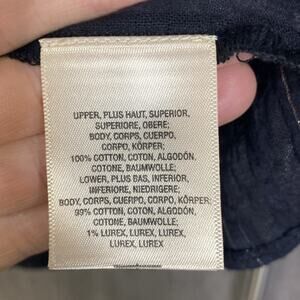 UPPER, PLUS HAUT, SUPERIOR,
SUPERIORE, OBERE;
BODY, CORPS, CUERPO,
CORPO, KÖRPER;
100% COTTON, COTON, ALGODÓN,
COTONE, BAUMWOLLE;
LOWER, PLUS BAS, INFERIOR,
INFERIORE, NIEDRIGERE;
BODY, CORPS, CUERPO, CORPO, KÖRPER;
99% COTTON, COTON, ALGODÓN,
COTONE, BAUMWOLLE;
1% LUREX, LUREX, LUREX,
LUREX, LUREX